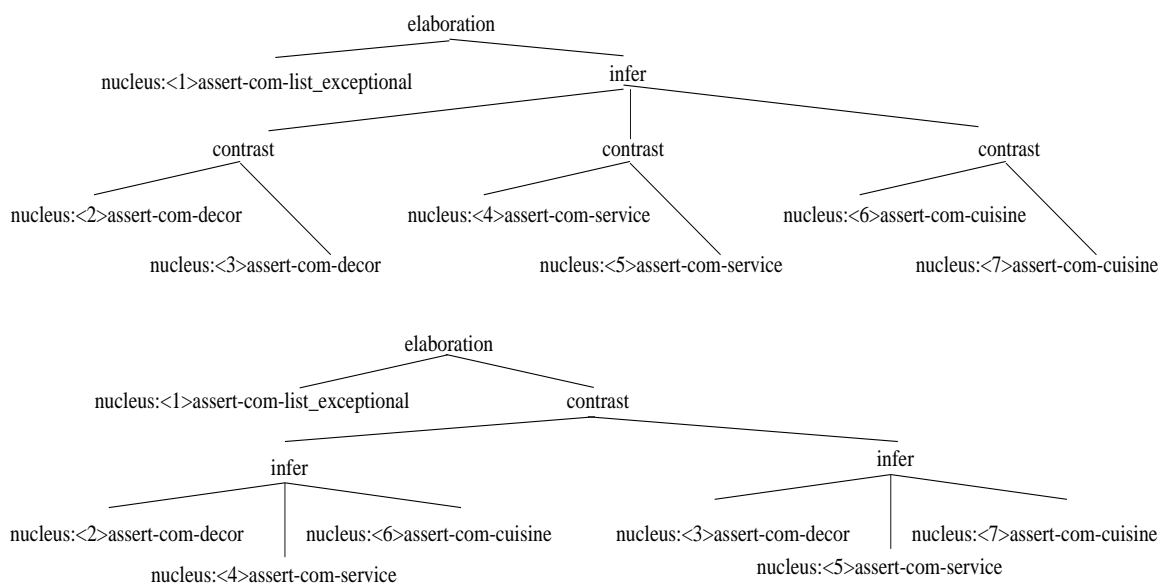 elaboration
nucleus:<1>assert-com-list_exceptional
infer
contrast
contrast
contrast
nucleus:<2>assert-com-decor
nucleus:<4>assert-com-service
nucleus:<6>assert-com-cuisine
nucleus:<3>assert-com-decor
nucleus:<5>assert-com-service
nucleus:<7>assert-com-cuisine
elaboration
nucleus:<1>assert-com-list_exceptional
contrast
infer
infer
nucleus:<2>assert-com-decor
nucleus:<6>assert-com-cuisine
nucleus:<3>assert-com-decor
nucleus:<7>assert-com-cuisine
nucleus:<4>assert-com-service
nucleus:<5>assert-com-service